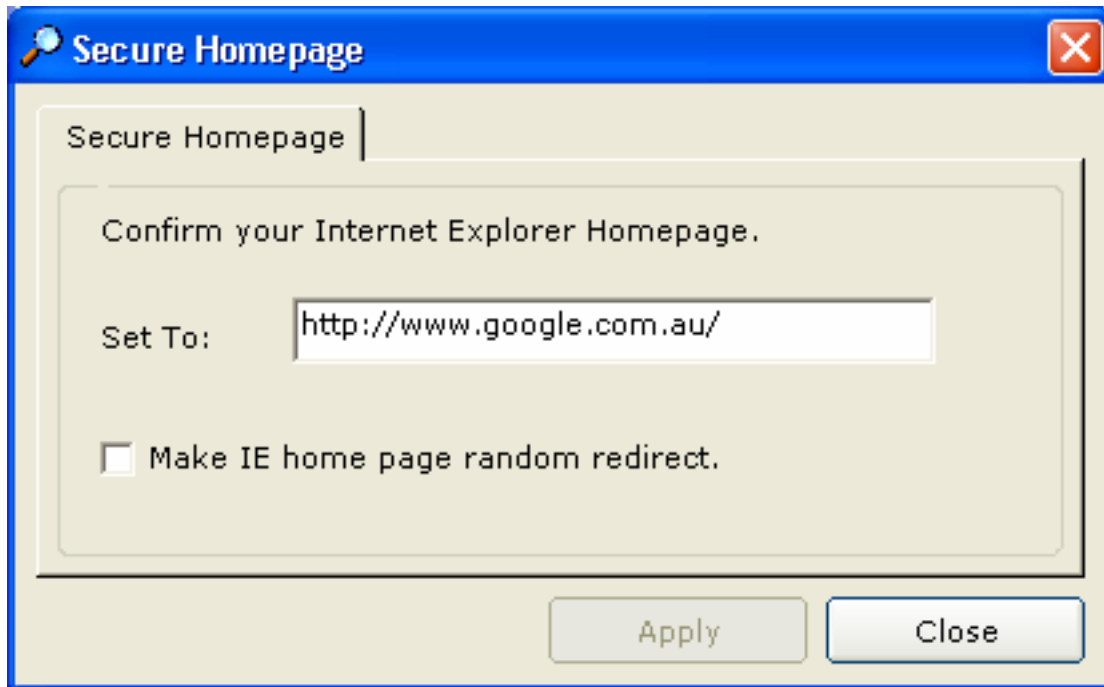 Secure Homepage
Secure Homepage
Confirm your Internet Explorer Homepage.
Set To:
http://www.google.com.au/
Make IE home page random redirect.
Apply
Close